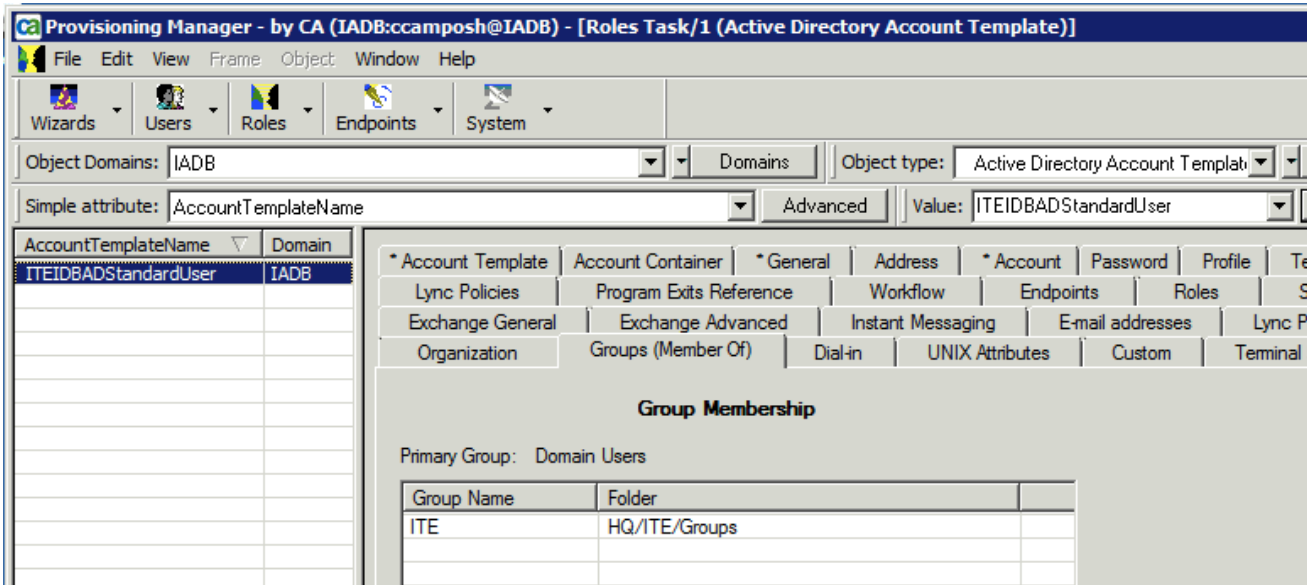 ca Provisioning Manager - by CA (IADB:ccamposh@IADB) - [Roles Task/1 (Active Directory Account Template)]
File Edit View Frame Object Window Help
Wizards Users Roles Endpoints System
Object Domains: IADB Domains Object type: Active Directory Account Templat
Simple attribute: AccountTemplateName Advanced Value: ITEIDBADStandardUser
AccountTemplateName Domain
ITEIDBADStandardUser IADB
* Account Template Account Container * General Address * Account Password Profile Te
Lync Policies Program Exits Reference Workflow Endpoints Roles S
Exchange General Exchange Advanced Instant Messaging E-mail addresses Lync P
Organization Groups (Member Of) Dial-in UNIX Attributes Custom Terminal
Group Membership
Primary Group: Domain Users
Group Name Folder
ITE HQ/ITE/Groups